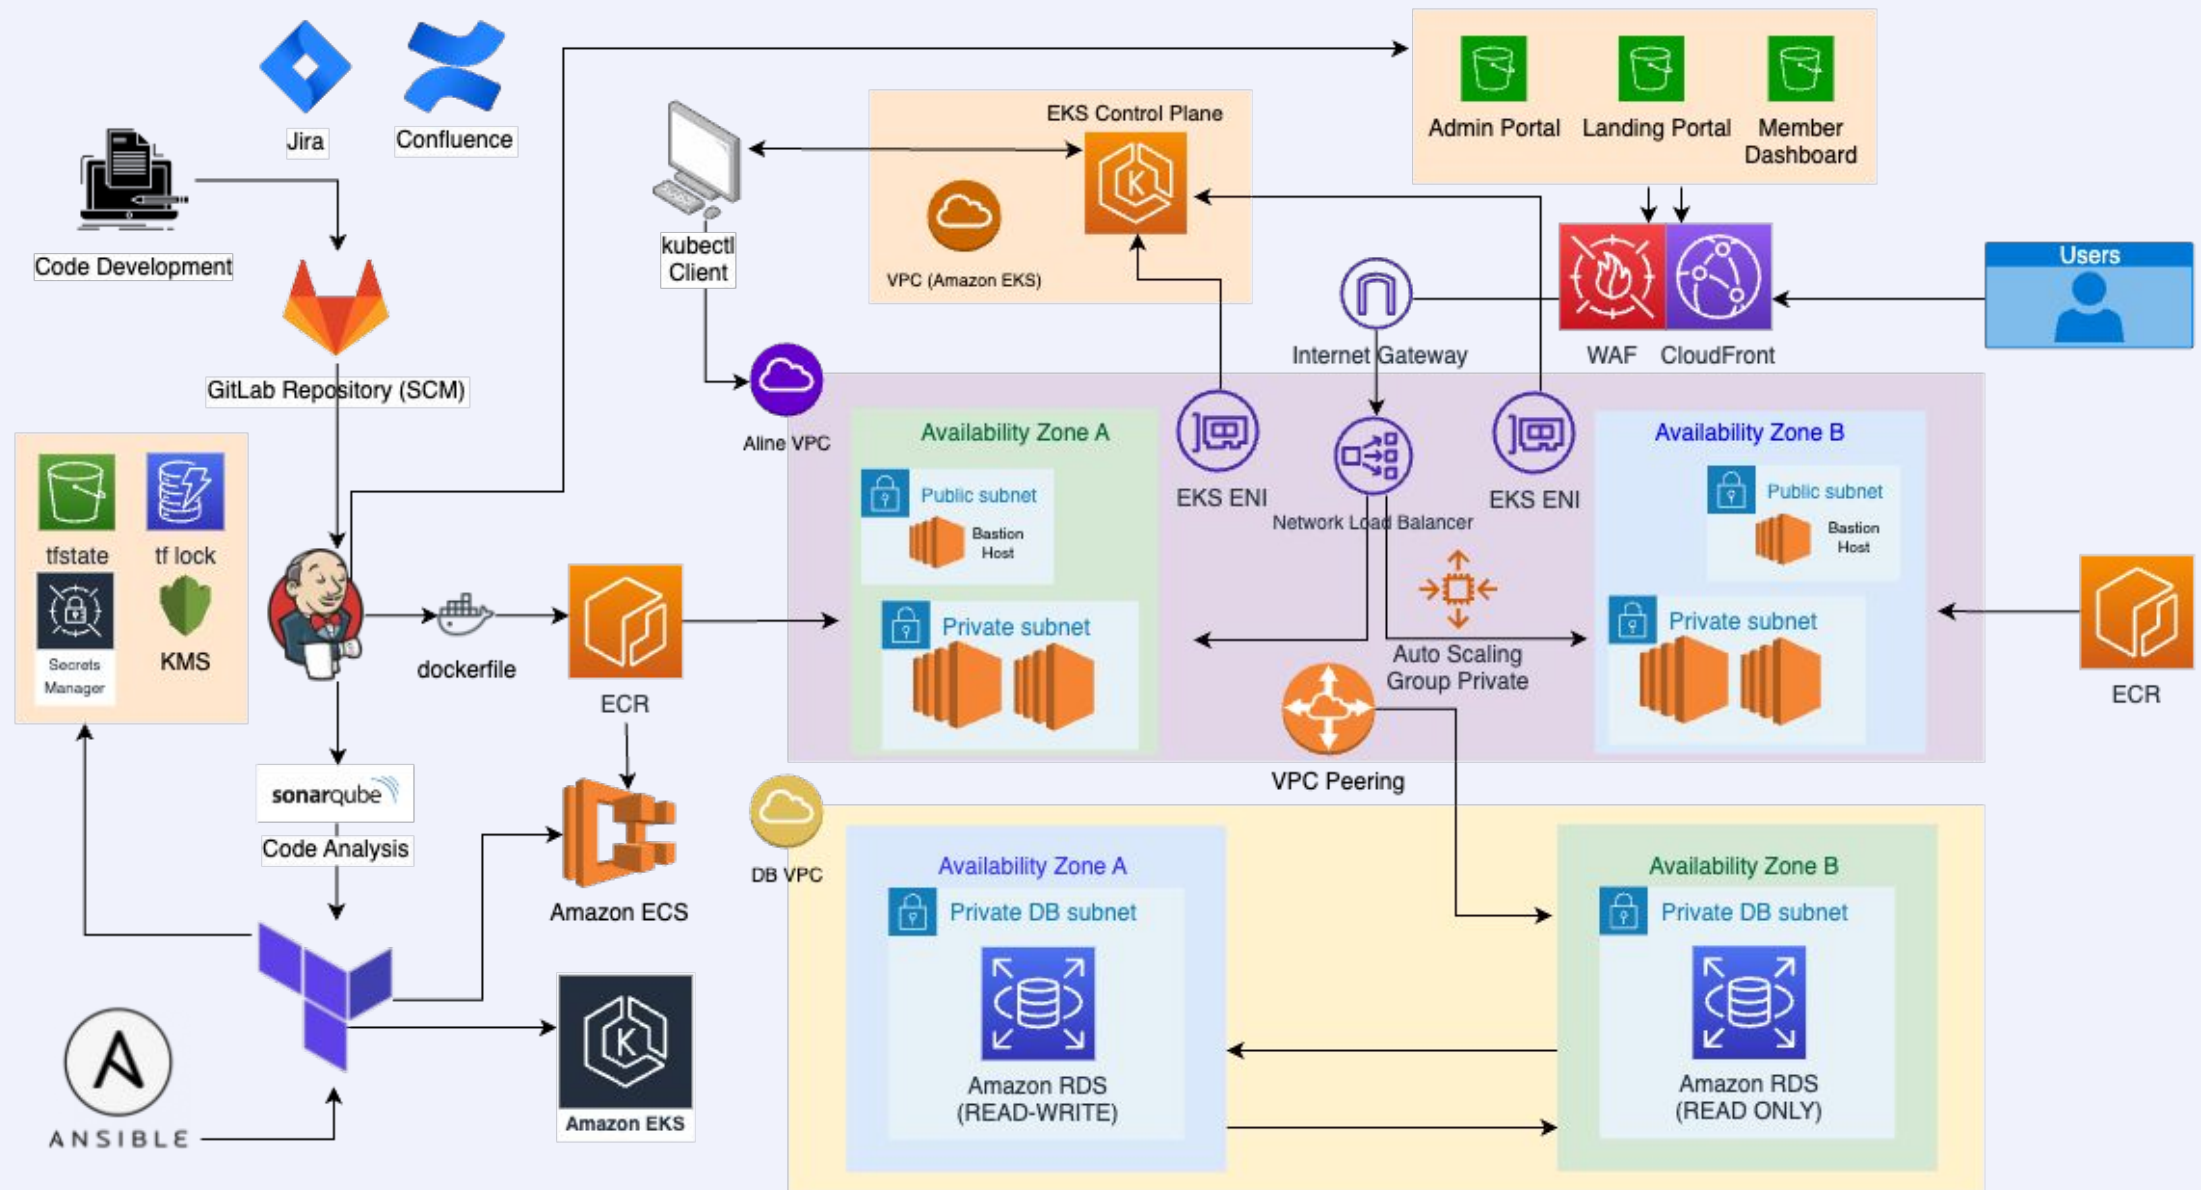 Jira
Confluence
Code Development
GitLab Repository (SCM)
tfstate
tf lock
Secrets
Manager
KMS
dockerfile
ECR
sonarqube
Code Analysis
Amazon ECS
Amazon EKS
ANSIBLE
kubectl
Client
EKS Control Plane
VPC (Amazon EKS)
Admin Portal
Landing Portal
Member
Dashboard
Users
WAF
CloudFront
Internet Gateway
Aline VPC
Availability Zone A
Public subnet
Bastion
Host
Private subnet
EKS ENI
Network Load Balancer
EKS ENI
Auto Scaling
Group Private
VPC Peering
Availability Zone B
Public subnet
Bastion
Host
Private subnet
ECR
DB VPC
Availability Zone A
Private DB subnet
Amazon RDS
(READ-WRITE)
Availability Zone B
Private DB subnet
Amazon RDS
(READ ONLY)